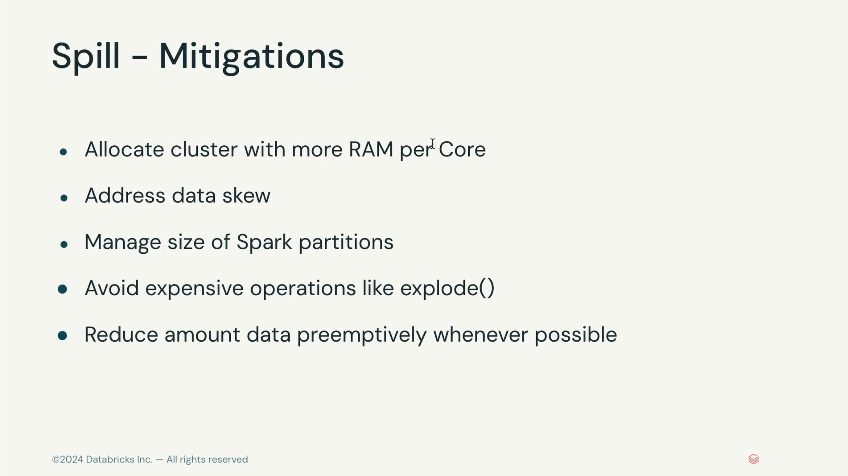 Spill – Mitigations
• Allocate cluster with more RAM per Core
• Address data skew
• Manage size of Spark partitions
• Avoid expensive operations like explode()
• Reduce amount data preemptively whenever possible
©2024 Databricks Inc. — All rights reserved